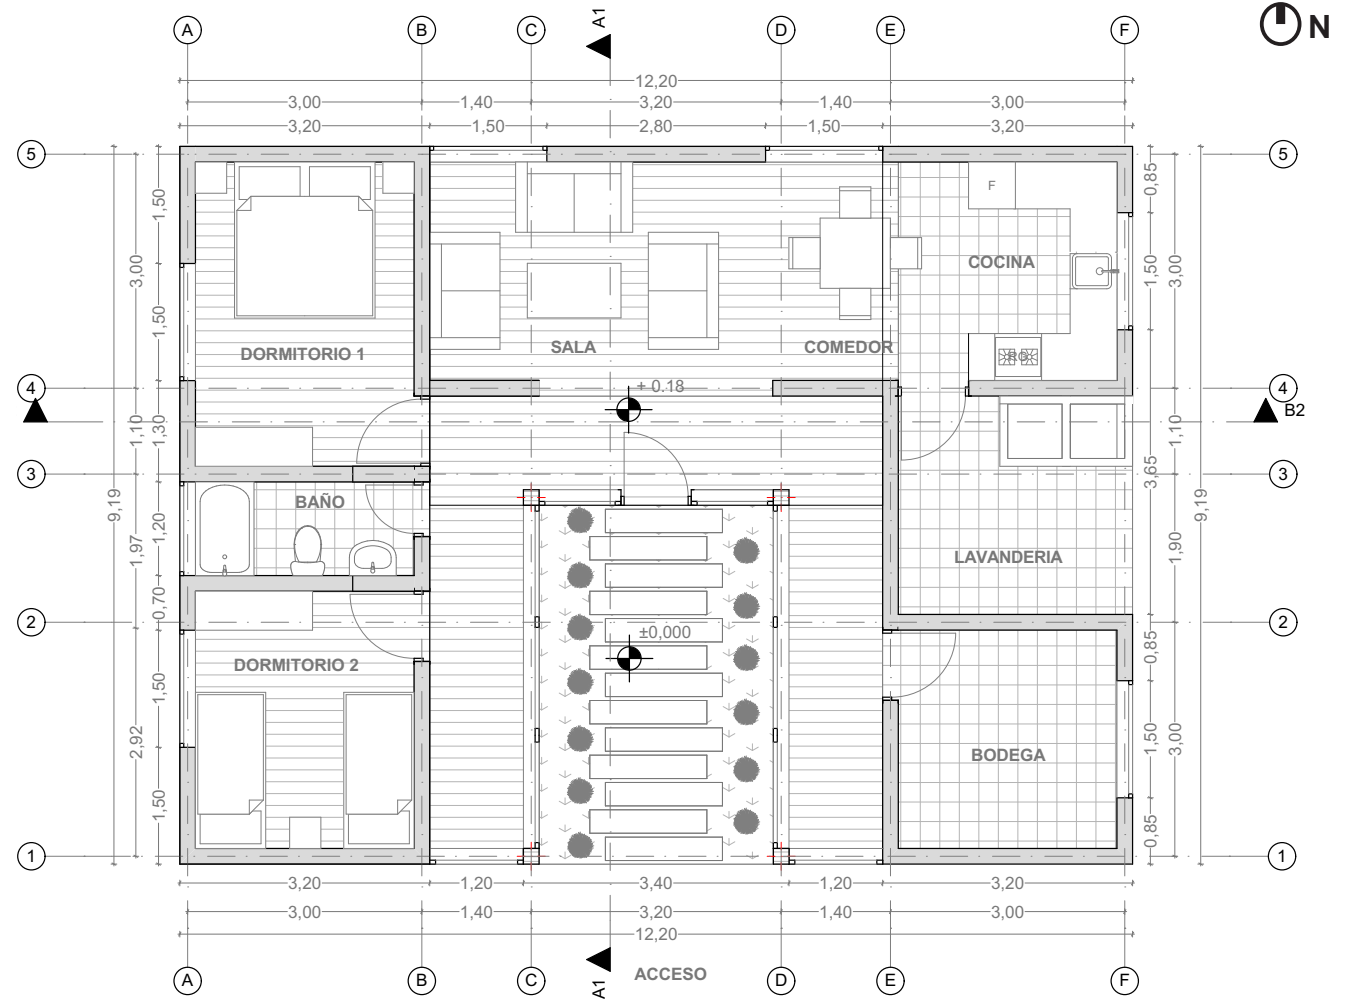 A1
N
A B C D E F
12,20
3,00 1,40 3,20 1,40 3,00
3,20 1,50 2,80 1,50 3,20
5 5
1,50
0,85
F
3,00
COCINA
1,50
3,00
1,50
DORMITORIO 1
SALA
COMEDOR
RG
4 4
+ 0.18
B2
1,10
1,30
1,10
3 3
3,65
9,19
BAÑO
9,19
1,97
1,20
1,90
LAVANDERIA
0,70
2 2
±0,000
0,85
DORMITORIO 2
1,50
2,92
1,50
3,00
BODEGA
1,50
0,85
1 1
3,20 1,20 3,40 1,20 3,20
3,00 1,40 3,20 1,40 3,00
12,20
A B C D E F
A1
ACCESO